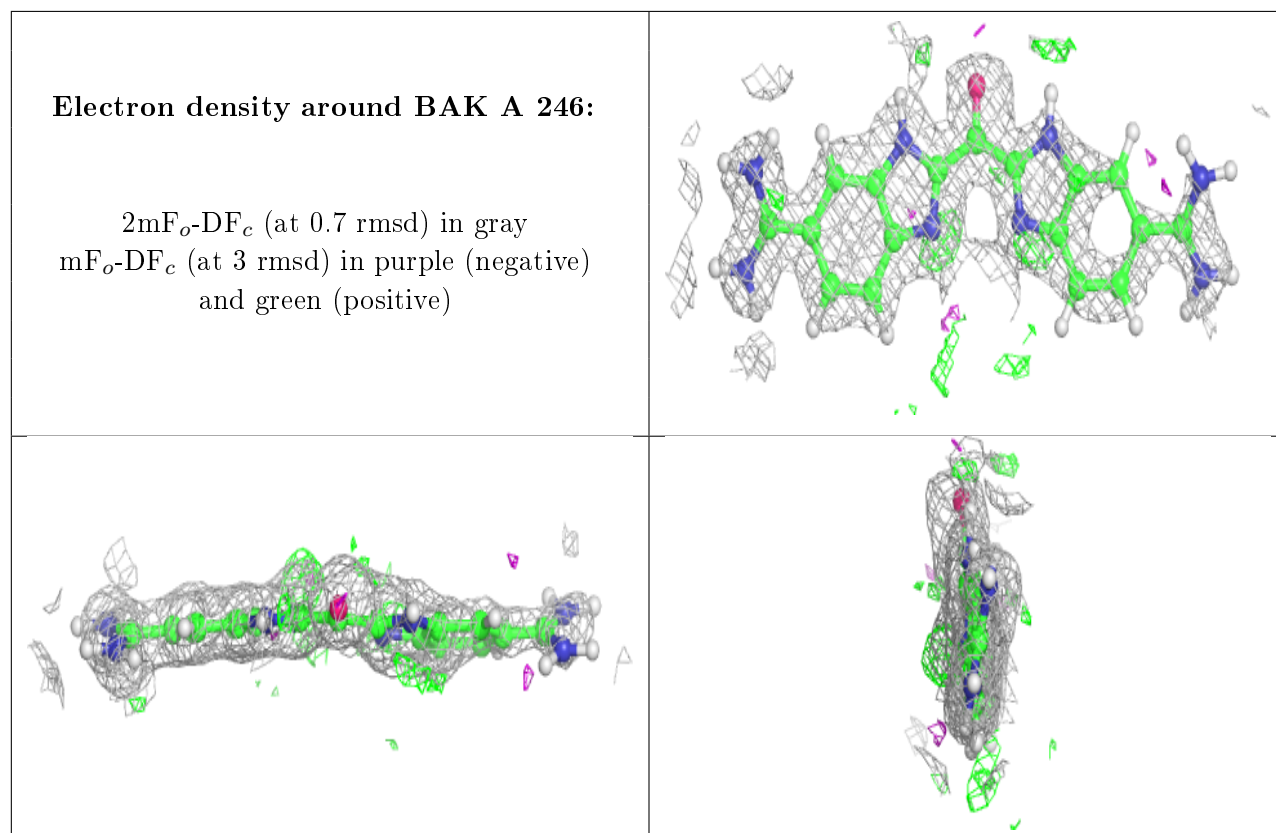 Electron density around BAK A 246:
2mFo-DFc (at 0.7 rmsd) in gray
mFo-DFc (at 3 rmsd) in purple (negative)
and green (positive)